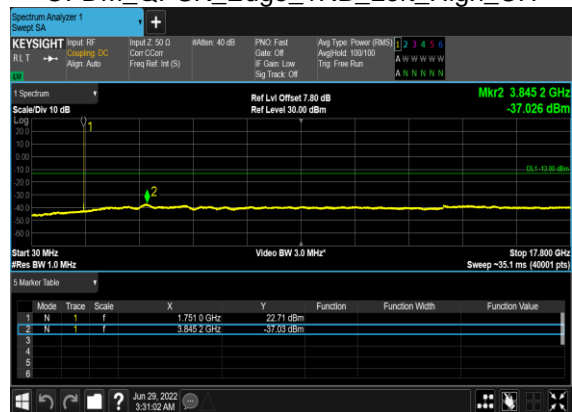 Spectrum Analyzer 1
Swept SA
+
KEYSIGHT
RLT
Input: RF
Coupling: DC
Align: Auto
Input Z: 50 Ω
Corr CCorr
Freq Ref: Int (S)
#Atten: 40 dB
PNO: Fast
Gate: Off
IF Gain: Low
Sig Track: Off
Avg Type: Power (RMS)
Avg|Hold: 100/100
Trig: Free Run
1 2 3 4 5 6
A W W W W W
A N N N N N
1 Spectrum
Scale/Div 10 dB
Ref Lvl Offset 7.80 dB
Ref Level 30.00 dBm
Mkr2 3.845 2 GHz
-37.026 dBm
Log
20.0
10.0
0.00
-10.0
-20.0
-30.0
-40.0
-50.0
-60.0
1
2
DL1 -13.00 dBm
Start 30 MHz
#Res BW 1.0 MHz
Video BW 3.0 MHz*
Stop 17.800 GHz
Sweep ~35.1 ms (40001 pts)
5 Marker Table
Mode Trace Scale X Y Function Function Width Function Value
1 N 1 f 1.751 0 GHz 22.71 dBm
2 N 1 f 3.845 2 GHz -37.03 dBm
3
4
5
6
?
Jun 29, 2022
3:31:02 AM